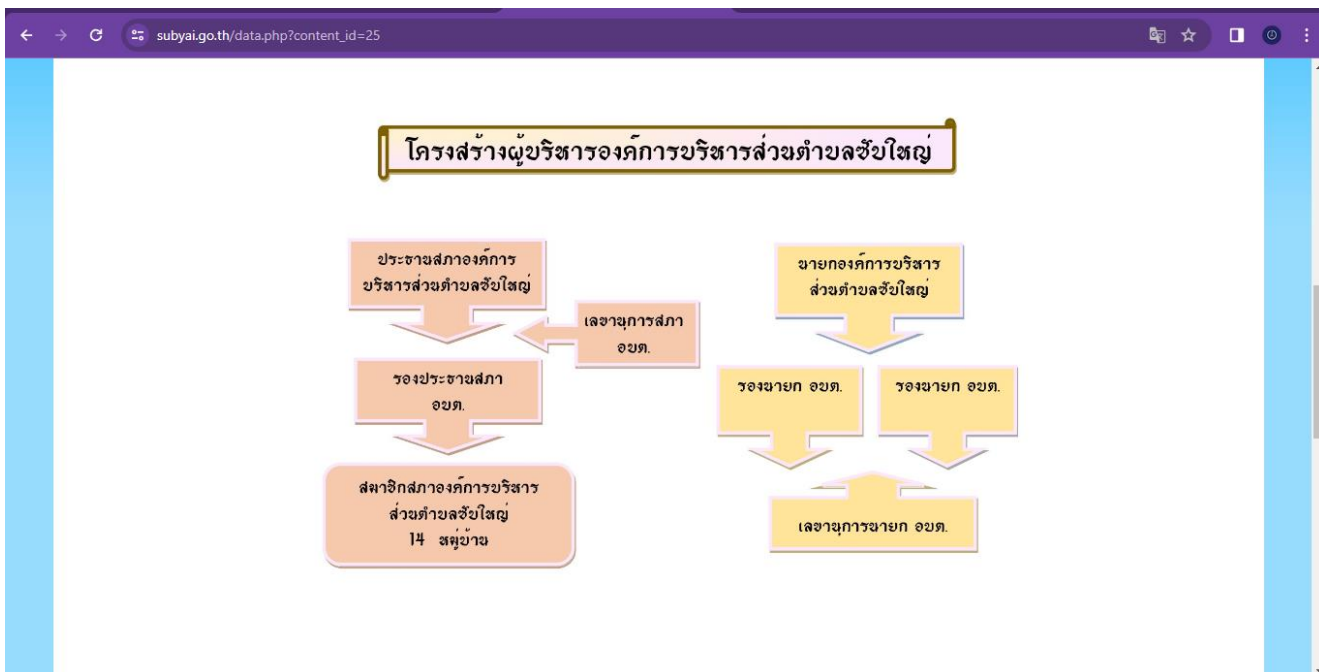 subyai.go.th/data.php?content_id=25
โครงสร้างผู้บริหารองค์การบริหารส่วนตำบลซับใหญ่
ประธานสภาองค์การ
บริหารส่วนตำบลซับใหญ่
เลขานุการสภา
อบต.
รองประธานสภา
อบต.
สมาชิกสภาองค์การบริหาร
ส่วนตำบลซับใหญ่
14 หมู่บ้าน
นายกองค์การบริหาร
ส่วนตำบลซับใหญ่
รองนายก อบต.
รองนายก อบต.
เลขานุการนายก อบต.